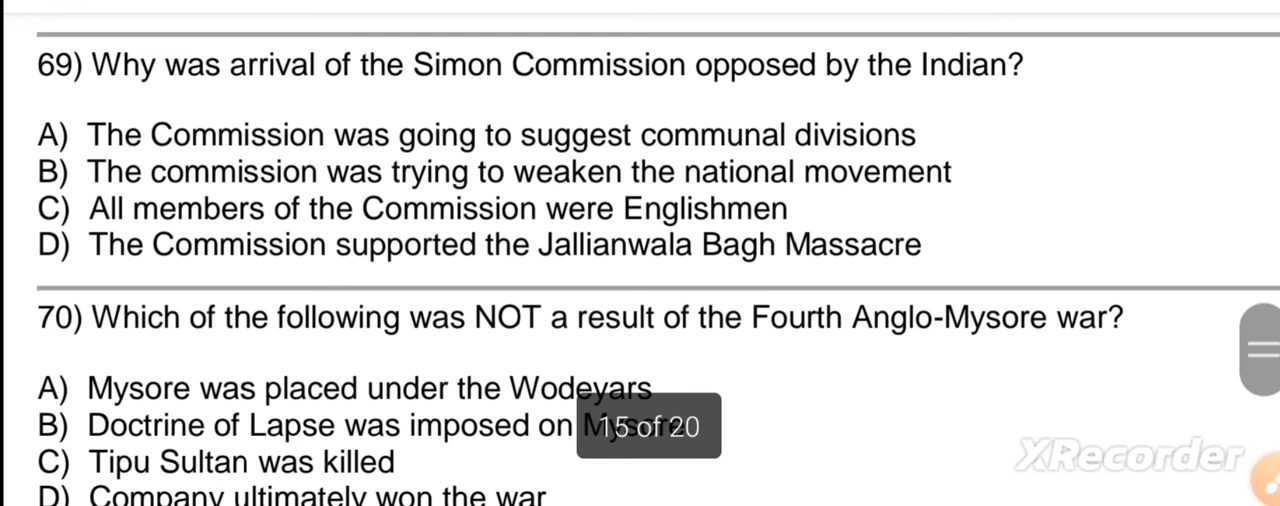 69) Why was arrival of the Simon Commission opposed by the Indian?
A) The Commission was going to suggest communal divisions
B) The commission was trying to weaken the national movement
C) All members of the Commission were Englishmen
D) The Commission supported the Jallianwala Bagh Massacre
70) Which of the following was NOT a result of the Fourth Anglo-Mysore war?
A) Mysore was placed under the Wodeyars
B) Doctrine of Lapse was imposed on Mysore
15 of 20
C) Tipu Sultan was killed
XRecorder
D) Company ultimately won the war